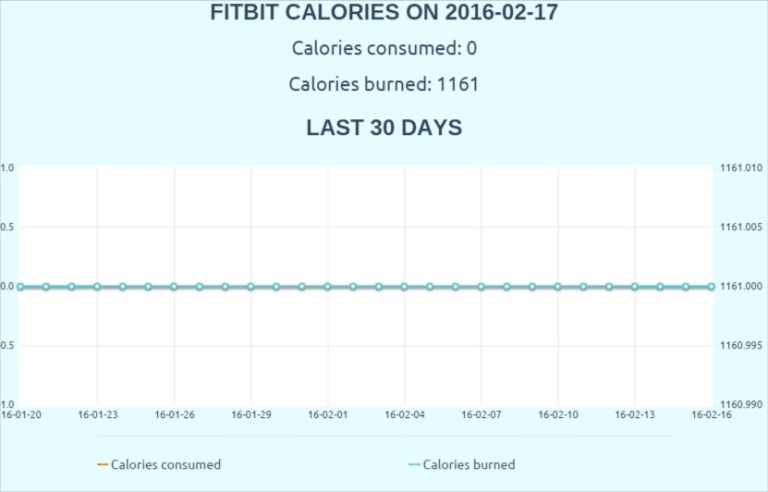 FITBIT CALORIES ON 2016-02-17
Calories consumed: 0
Calories burned: 1161
LAST 30 DAYS
1.0 1161.010
0.5 1161.005
0.0 1161.000
0.5 1160.995
1.0 1160.990
16-01-20 16-01-23 16-01-26 16-01-29 16-02-01 16-02-04 16-02-07 16-02-10 16-02-13 16-02-16
Calories consumed Calories burned